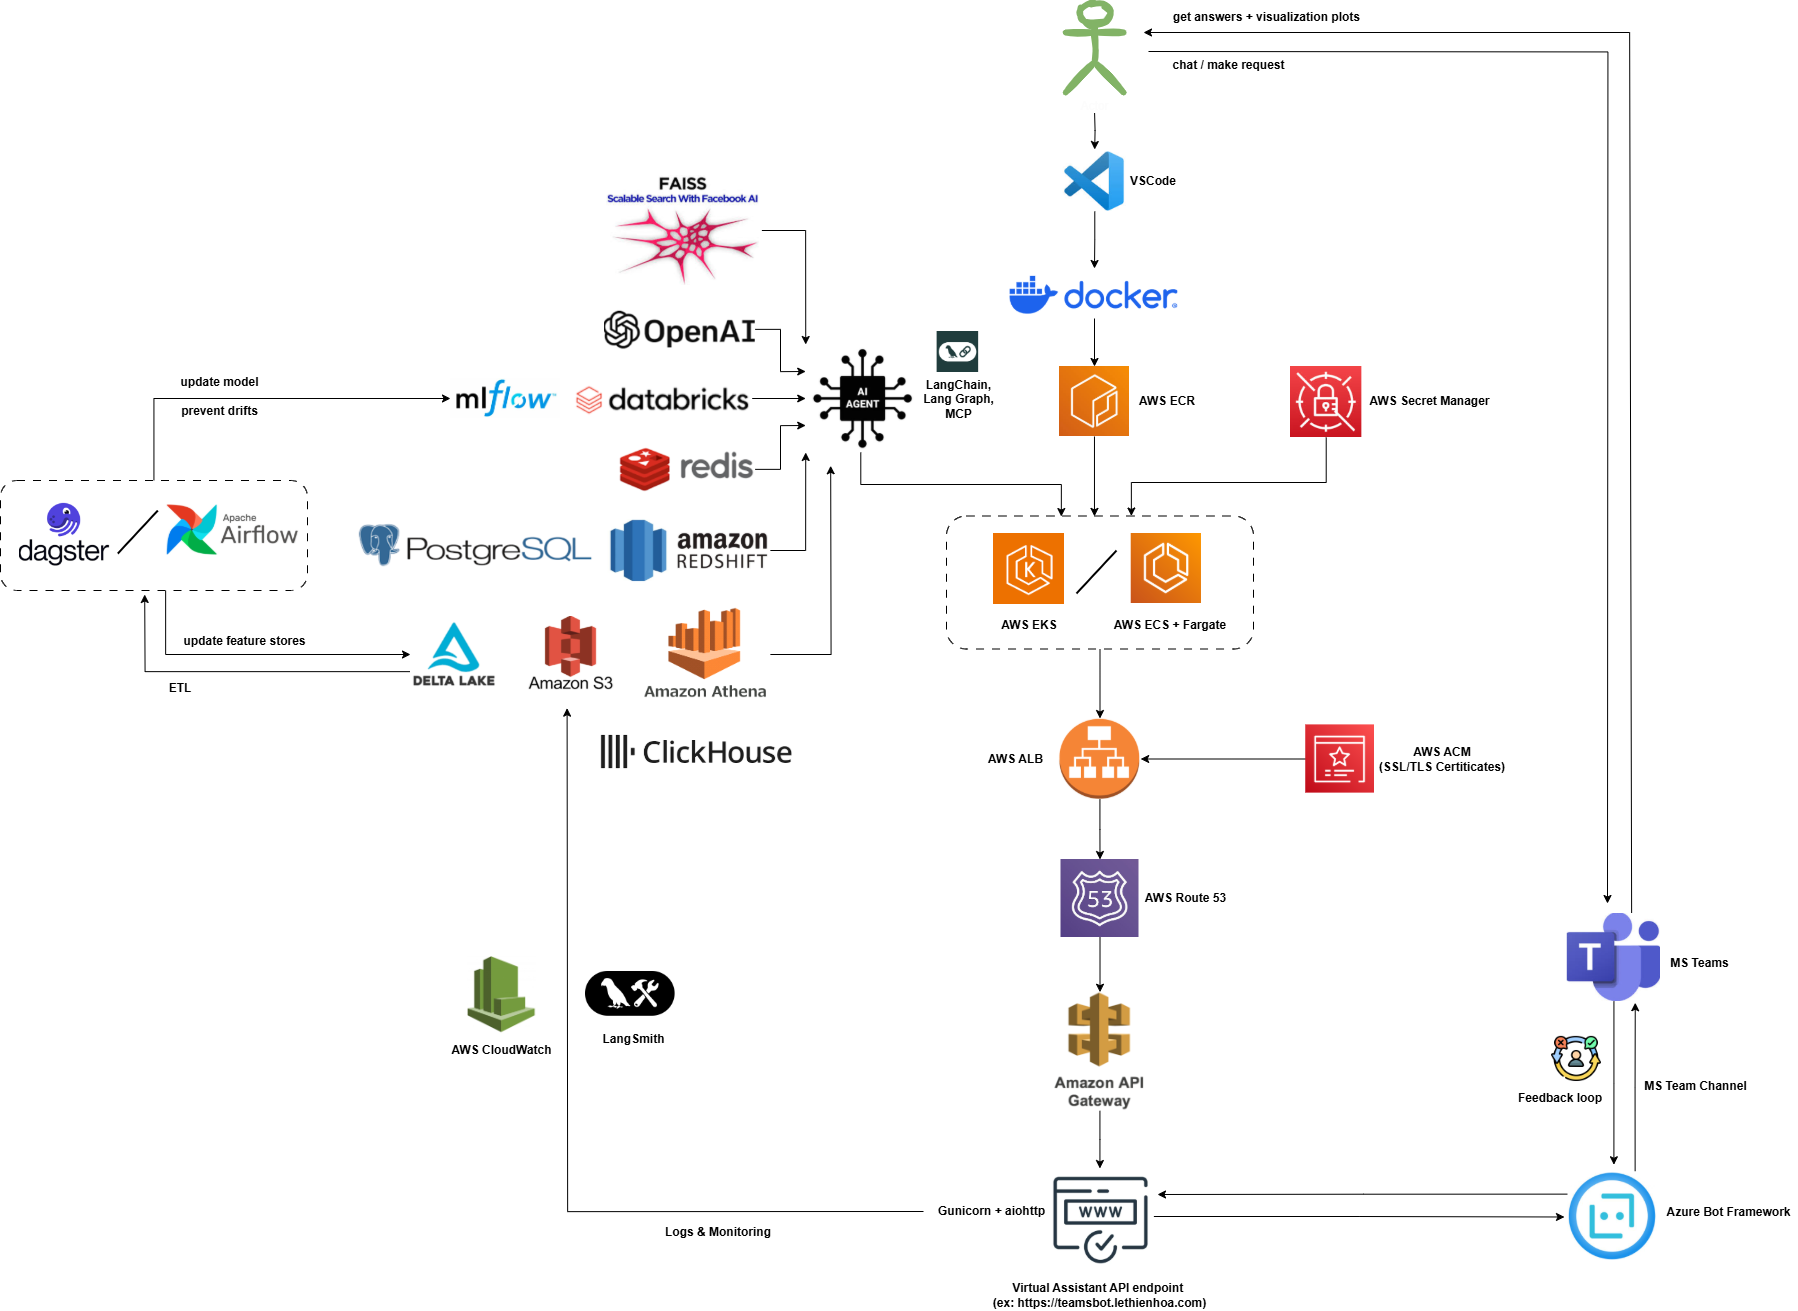 get answers + visualization plots
chat / make request
VSCode
FAISS
Scalable Search With Facebook AI
docker
OpenAI
LangChain,
Lang Graph,
MCP
update model
prevent drifts
mlflow
databricks
AI
AGENT
AWS ECR
AWS Secret Manager
redis
dagster
Apache
Airflow
PostgreSQL
amazon
REDSHIFT
K
AWS EKS
AWS ECS + Fargate
update feature stores
ETL
DELTA LAKE
Amazon S3
Amazon Athena
ClickHouse
AWS ALB
AWS ACM
(SSL/TLS Certiticates)
53
AWS Route 53
T
MS Teams
AWS CloudWatch
LangSmith
Amazon API
Gateway
Feedback loop
MS Team Channel
Gunicorn + aiohttp
WWW
Azure Bot Framework
Logs & Monitoring
Virtual Assistant API endpoint
(ex: https://teamsbot.lethienhoa.com)